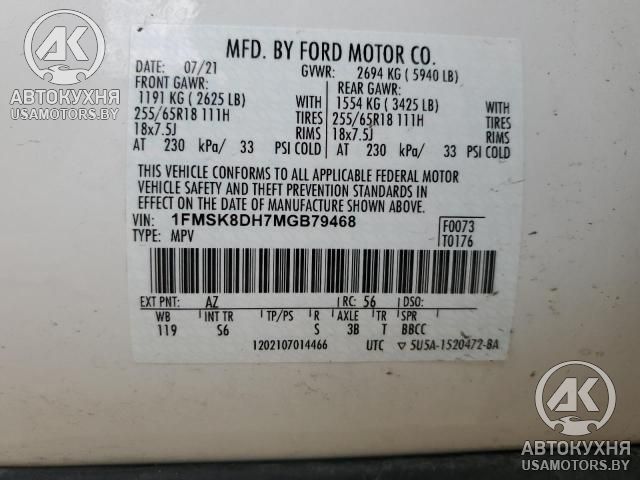 MFD. BY FORD MOTOR CO.
DATE: 07/21 GVWR: 2694 KG ( 5940 LB)
FRONT GAWR: REAR GAWR:
1191 KG ( 2625 LB) WITH 1554 KG ( 3425 LB) WITH
255/65R18 111H TIRES 255/65R18 111H TIRES
18x7.5J RIMS 18x7.5J RIMS
AT 230 kPa/ 33 PSI COLD AT 230 kPa/ 33 PSI COLD
THIS VEHICLE CONFORMS TO ALL APPLICABLE FEDERAL MOTOR
VEHICLE SAFETY AND THEFT PREVENTION STANDARDS IN
EFFECT ON THE DATE OF MANUFACTURE SHOWN ABOVE.
VIN: 1FMSK8DH7MGB79468 F0073
TYPE: MPV T0176
EXT PNT: AZ RC: 56 DSO:
WB INT TR TP/PS R AXLE TR SPR
119 S6 S 3B T BBCC
1202107014466 UTC ▽ 5U5A-1520472-BA
АК
АВТОКУХНЯ
USAMOTORS.BY
АК
АВТОКУХНЯ
USAMOTORS.BY
АК
АВТОКУХНЯ
USAMOTORS.BY